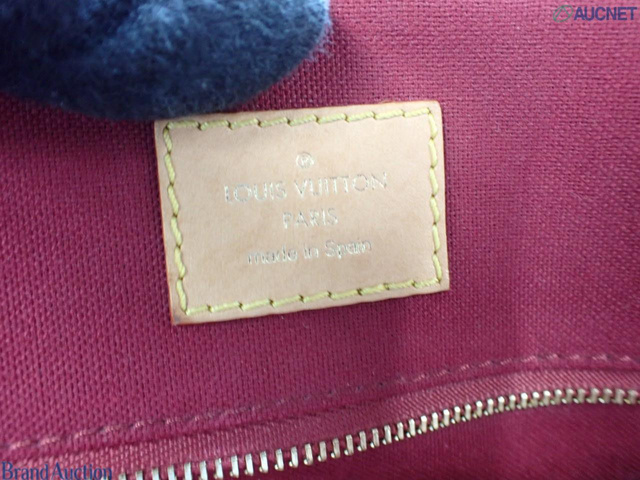 AUCNET
LOUIS VUITTON
PARIS
made in Spain
Brand Auction